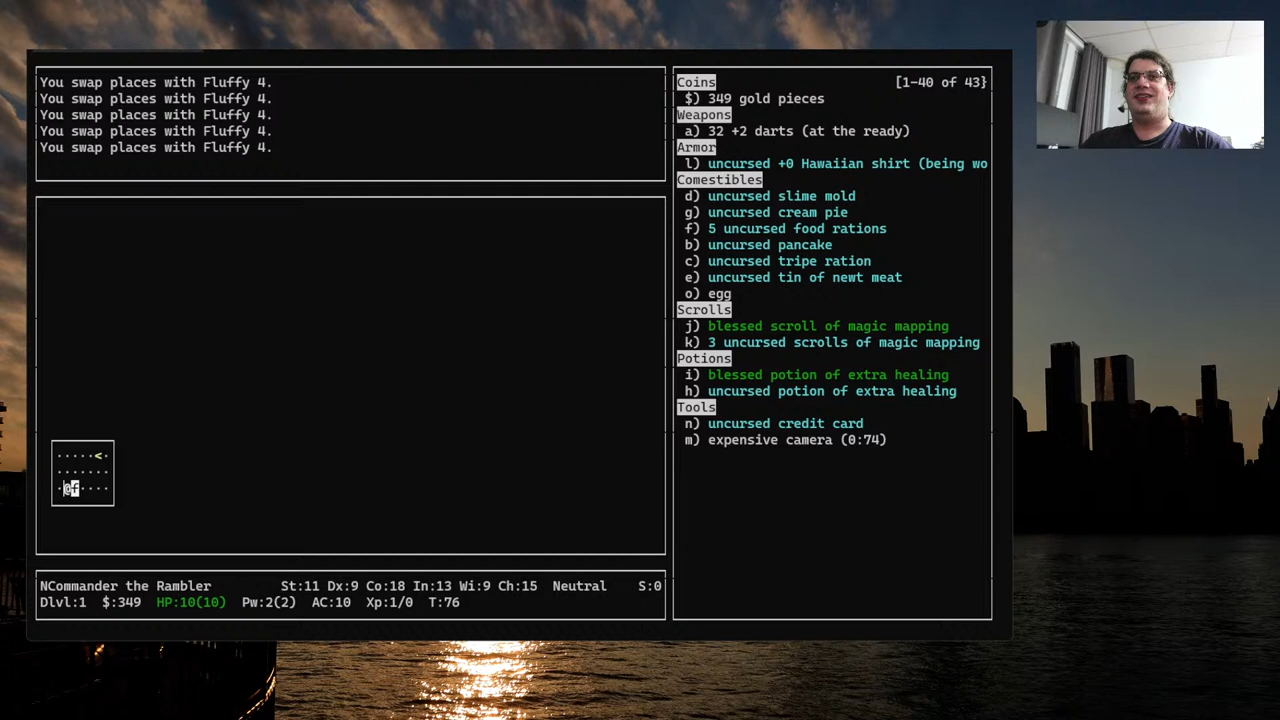 You swap places with Fluffy 4.
You swap places with Fluffy 4.
You swap places with Fluffy 4.
You swap places with Fluffy 4.
You swap places with Fluffy 4.
·····<·
·······
·@f····
NCommander the Rambler St:11 Dx:9 Co:18 In:13 Wi:9 Ch:15 Neutral S:0
Dlvl:1 $:349 HP:10(10) Pw:2(2) AC:10 Xp:1/0 T:76
Coins [1-40 of 43}
$) 349 gold pieces
Weapons
a) 32 +2 darts (at the ready)
Armor
l) uncursed +0 Hawaiian shirt (being wo
Comestibles
d) uncursed slime mold
g) uncursed cream pie
f) 5 uncursed food rations
b) uncursed pancake
c) uncursed tripe ration
e) uncursed tin of newt meat
o) egg
Scrolls
j) blessed scroll of magic mapping
k) 3 uncursed scrolls of magic mapping
Potions
i) blessed potion of extra healing
h) uncursed potion of extra healing
Tools
n) uncursed credit card
m) expensive camera (0:74)